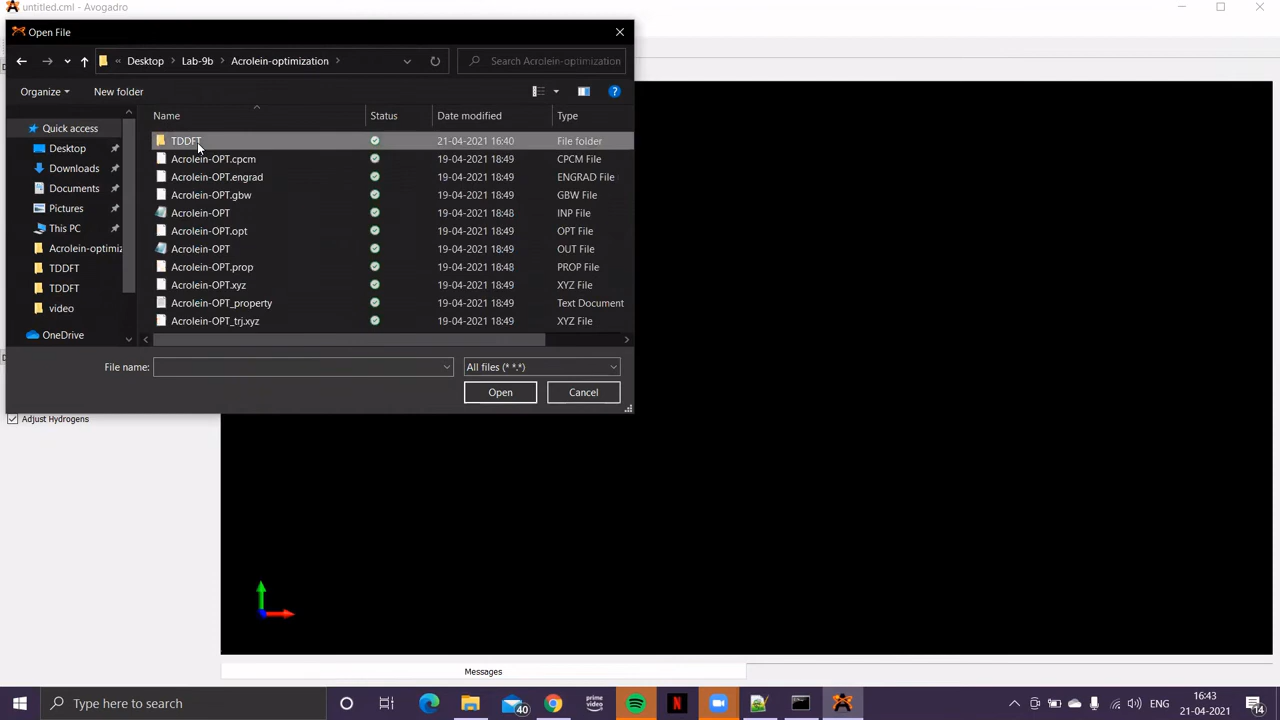 untitled.cml - Avogadro
Open File
« Desktop › Lab-9b › Acrolein-optimization ›
Search Acrolein-optimization
Organize New folder
Name Status Date modified Type
Quick access
Desktop
Downloads
Documents
Pictures
This PC
Acrolein-optimiz
TDDFT
TDDFT
video
OneDrive
TDDFT 21-04-2021 16:40 File folder
Acrolein-OPT.cpcm 19-04-2021 18:49 CPCM File
Acrolein-OPT.engrad 19-04-2021 18:49 ENGRAD File
Acrolein-OPT.gbw 19-04-2021 18:49 GBW File
Acrolein-OPT 19-04-2021 18:48 INP File
Acrolein-OPT.opt 19-04-2021 18:49 OPT File
Acrolein-OPT 19-04-2021 18:49 OUT File
Acrolein-OPT.prop 19-04-2021 18:48 PROP File
Acrolein-OPT.xyz 19-04-2021 18:49 XYZ File
Acrolein-OPT_property 19-04-2021 18:49 Text Document
Acrolein-OPT_trj.xyz 19-04-2021 18:49 XYZ File
File name: All files (* *.*)
Open Cancel
Adjust Hydrogens
Messages
Type here to search
prime video
40
N
ENG
16:43
21-04-2021
14